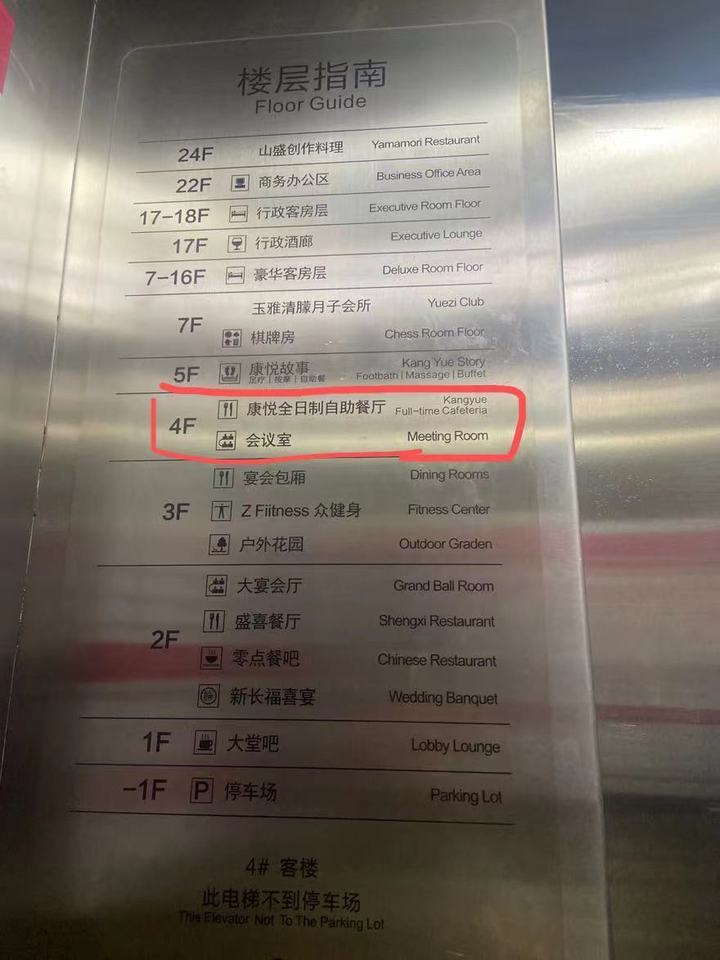 楼层指南
Floor Guide
24F 山盛创作料理 Yamamori Restaurant
22F 商务办公区 Business Office Area
17-18F 行政客房层 Executive Room Floor
17F 行政酒廊 Executive Lounge
7-16F 豪华客房层 Deluxe Room Floor
7F 玉雅清朦月子会所 Yuezi Club
棋牌房 Chess Room Floor
5F 康悦故事 Kang Yue Story
足疗 | 按摩 | 自助餐 Footbath | Massage | Buffet
4F 康悦全日制自助餐厅 Kangyue
Full-time Cafeteria
会议室 Meeting Room
3F 宴会包厢 Dining Rooms
Z Fiitness 众健身 Fitness Center
户外花园 Outdoor Graden
2F 大宴会厅 Grand Ball Room
盛喜餐厅 Shengxi Restaurant
零点餐吧 Chinese Restaurant
新长福喜宴 Wedding Banquet
1F 大堂吧 Lobby Lounge
-1F P 停车场 Parking Lot
4# 客楼
此电梯不到停车场
This Elevator Not To The Parking Lot